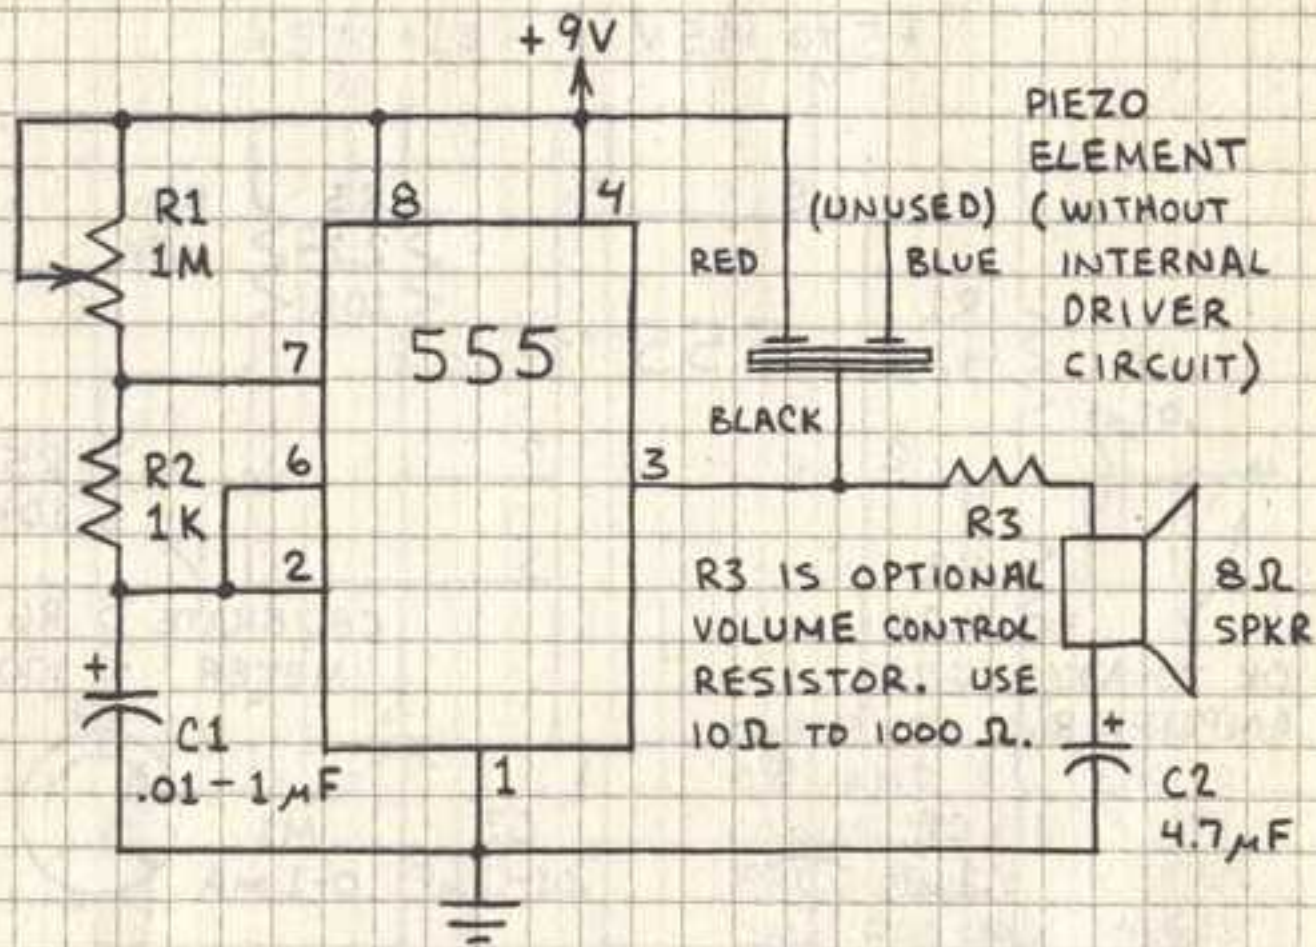 +9V
PIEZO
ELEMENT
(WITHOUT
INTERNAL
DRIVER
CIRCUIT)
R1
1M
8
4
(UNUSED)
RED
BLUE
7
555
BLACK
R2
1K
6
3
2
R3
R3 IS OPTIONAL
VOLUME CONTROL
RESISTOR. USE
10Ω TO 1000Ω.
8Ω
SPKR
+
C1
.01-1μF
1
+
C2
4.7μF